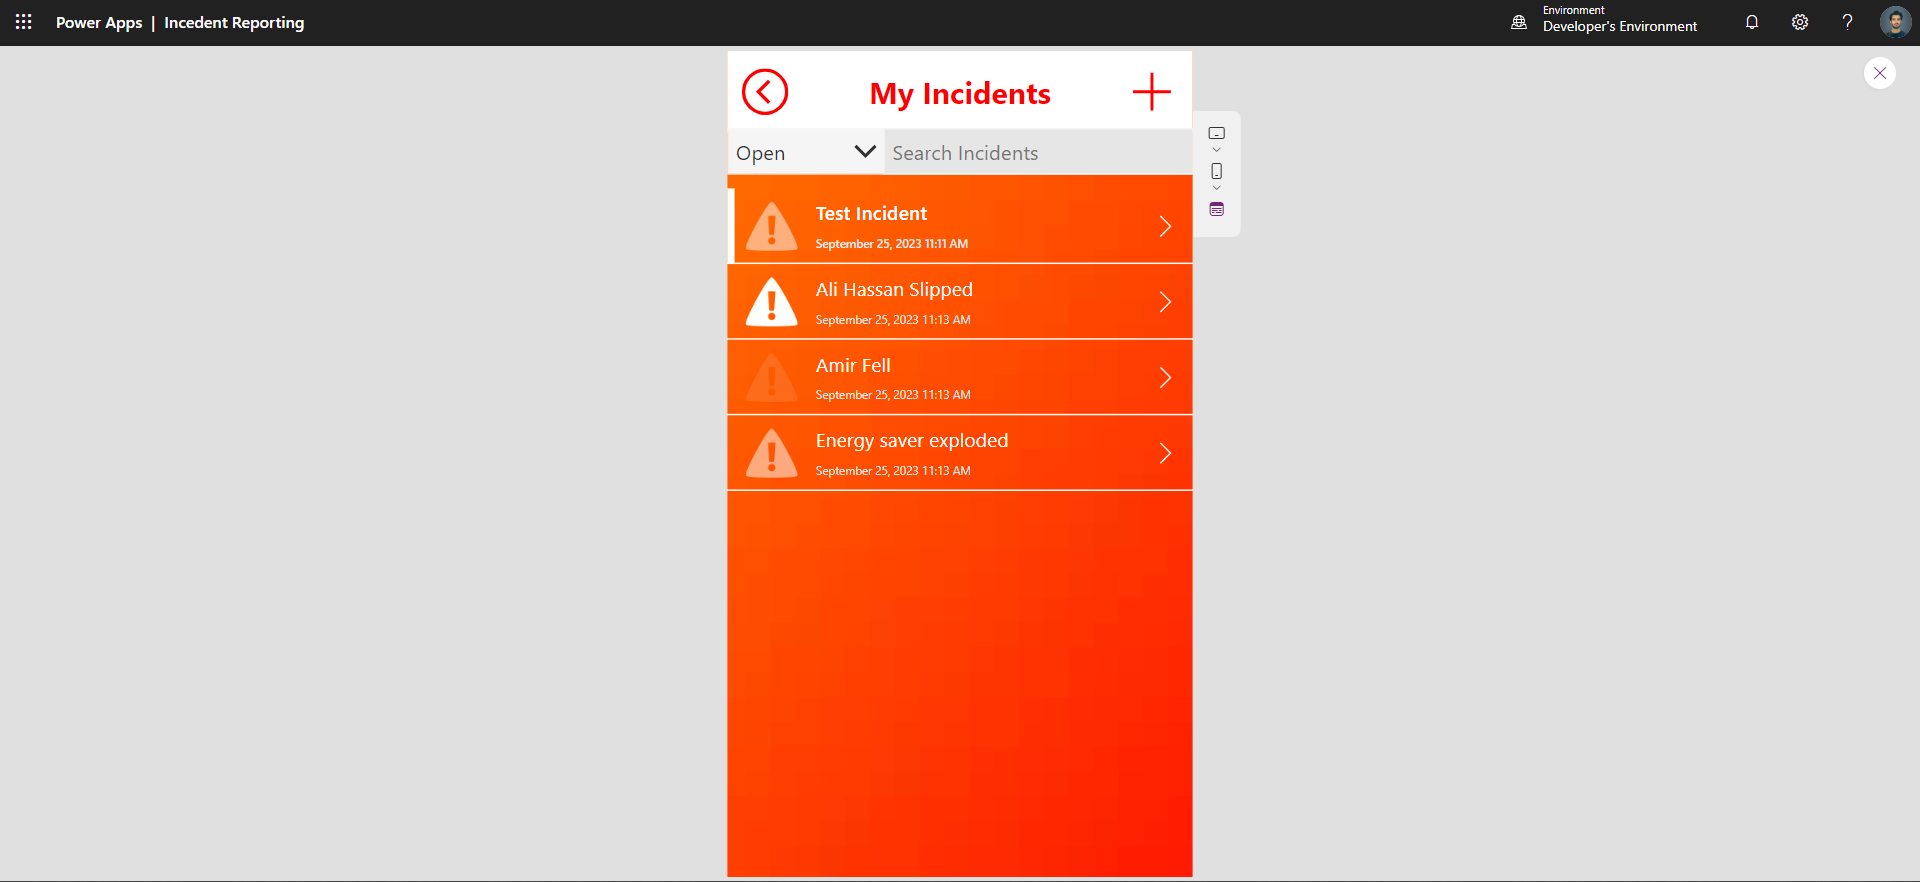 Power Apps | Incedent Reporting
Environment
Developer's Environment
My Incidents
Open
Search Incidents
Test Incident
September 25, 2023 11:11 AM
Ali Hassan Slipped
September 25, 2023 11:13 AM
Amir Fell
September 25, 2023 11:13 AM
Energy saver exploded
September 25, 2023 11:13 AM